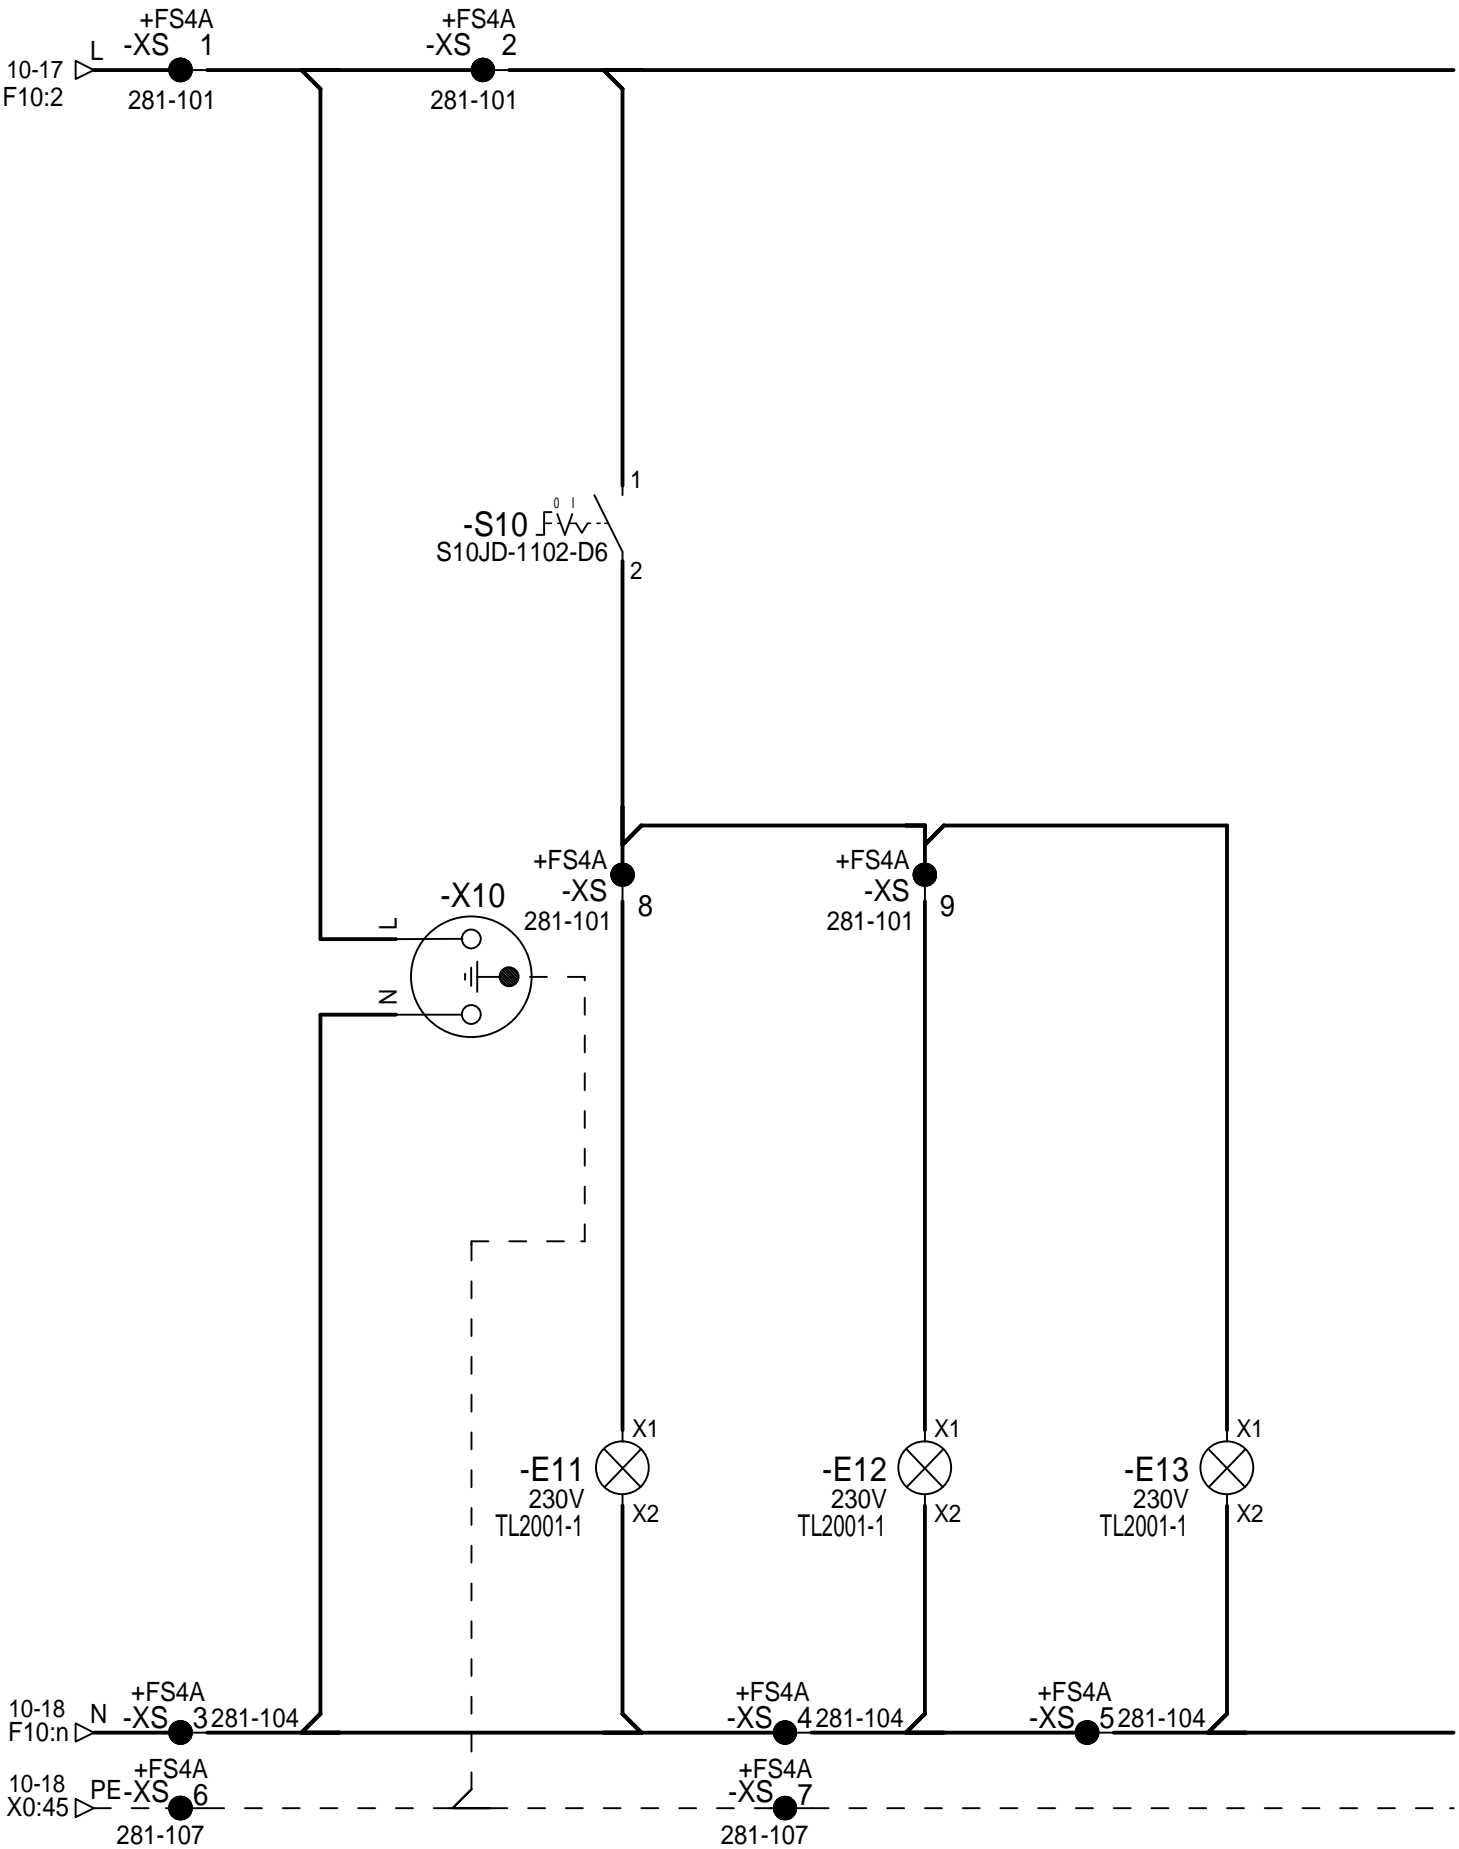 +FS4A
-XS 1
281-101
+FS4A
-XS 2
281-101
L
10-17
F10:2
1
0 I
-S10
S10JD-1102-D6
2
+FS4A
-XS
8
281-101
+FS4A
-XS
9
281-101
-X10
L
N
X1
-E11
230V
TL2001-1
X2
X1
-E12
230V
TL2001-1
X2
X1
-E13
230V
TL2001-1
X2
10-18
F10:n
N
+FS4A
-XS 3 281-104
+FS4A
-XS 4 281-104
+FS4A
-XS 5 281-104
10-18
X0:45
PE
+FS4A
-XS 6
281-107
+FS4A
-XS 7
281-107